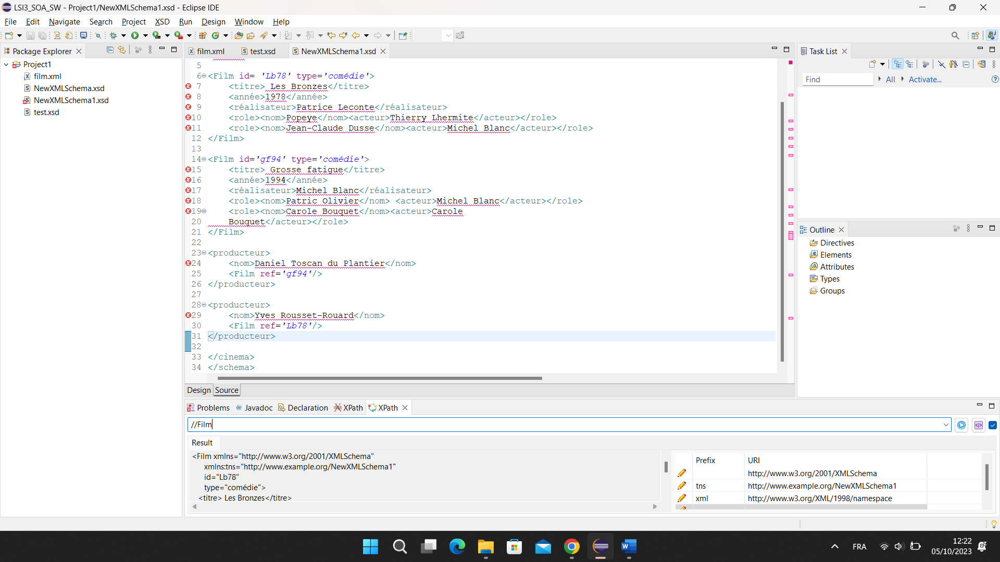 LSI3_SOA_SW - Project1/NewXMLSchema1.xsd - Eclipse IDE
File Edit Navigate Search Project XSD Run Design Window Help
Package Explorer
Project1
film.xml
NewXMLSchema.xsd
NewXMLSchema1.xsd
test.xsd
film.xml test.xsd NewXMLSchema1.xsd
5
6 <Film id= 'Lb78' type='comédie'>
7 <titre> Les Bronzes</titre>
8 <année>1978</année>
9 <réalisateur>Patrice Leconte</réalisateur>
10 <role><nom>Popeye</nom><acteur>Thierry Lhermite</acteur></role>
11 <role><nom>Jean-Claude Dusse</nom><acteur>Michel Blanc</acteur></role>
12 </Film>
13
14 <Film id='gf94' type='comédie'>
15 <titre> Grosse fatigue</titre>
16 <année>1994</année>
17 <réalisateur>Michel Blanc</réalisateur>
18 <role><nom>Patric Olivier</nom> <acteur>Michel Blanc</acteur></role>
19 <role><nom>Carole Bouquet</nom><acteur>Carole
20 Bouquet</acteur></role>
21 </Film>
22
23 <producteur>
24 <nom>Daniel Toscan du Plantier</nom>
25 <Film ref='gf94'/>
26 </producteur>
27
28 <producteur>
29 <nom>Yves Rousset-Rouard</nom>
30 <Film ref='Lb78'/>
31 </producteur>
32
33 </cinema>
34 </schema>
Design Source
Task List
Find All Activate...
Outline
Directives
Elements
Attributes
Types
Groups
Problems Javadoc Declaration XPath XPath
//Film
Result
<Film xmlns="http://www.w3.org/2001/XMLSchema"
xmlns:tns="http://www.example.org/NewXMLSchema1"
id="Lb78"
type="comédie">
<titre> Les Bronzes</titre>
Prefix URI
http://www.w3.org/2001/XMLSchema
tns http://www.example.org/NewXMLSchema1
xml http://www.w3.org/XML/1998/namespace
FRA
12:22
05/10/2023